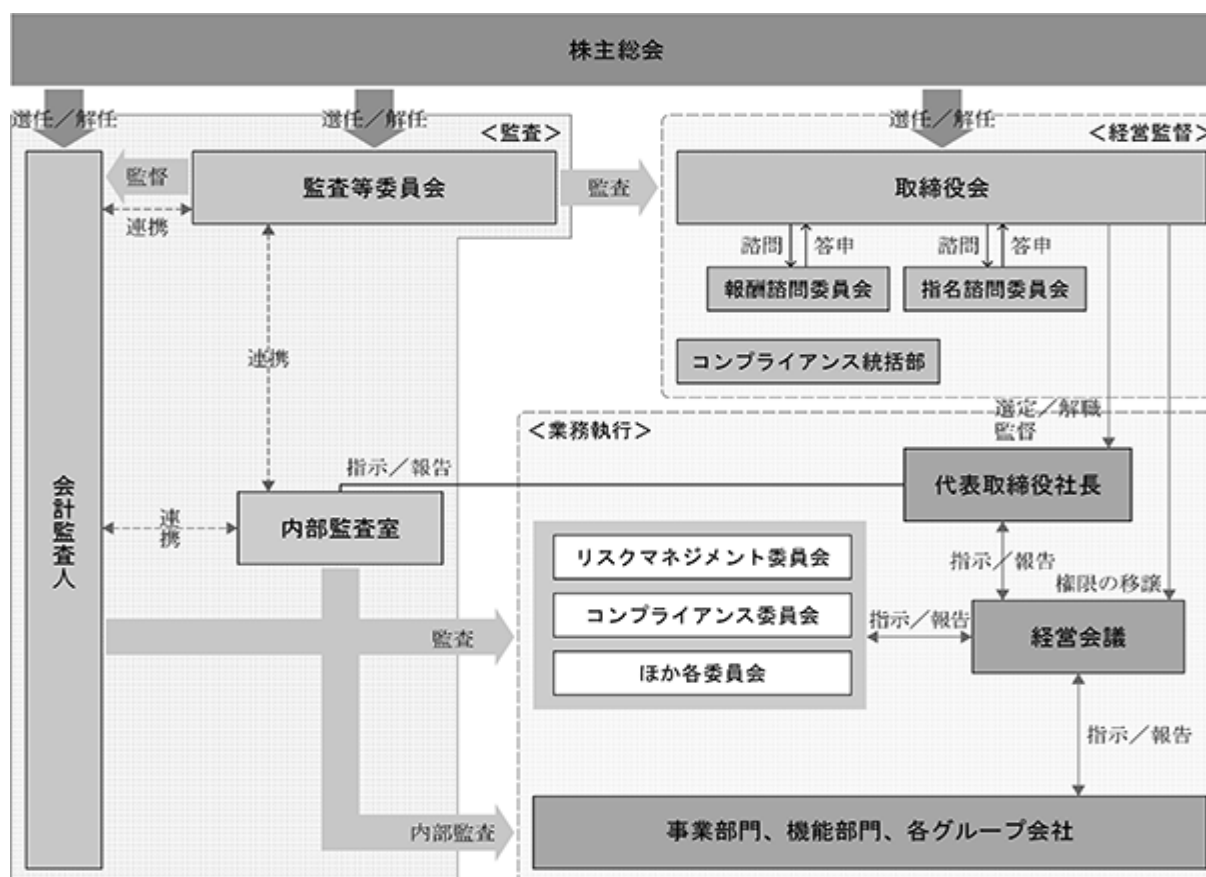 株主総会
選任／解任
選任／解任
選任／解任
＜監査＞
＜経営監督＞
監督
監査等委員会
監査
取締役会
連携
諮問
答申
諮問
答申
報酬諮問委員会
指名諮問委員会
連携
コンプライアンス統括部
選定／解職
監督
＜業務執行＞
指示／報告
代表取締役社長
会計監査人
連携
内部監査室
リスクマネジメント委員会
指示／報告
権限の移譲
コンプライアンス委員会
指示／報告
経営会議
監査
ほか各委員会
指示／報告
内部監査
事業部門、機能部門、各グループ会社